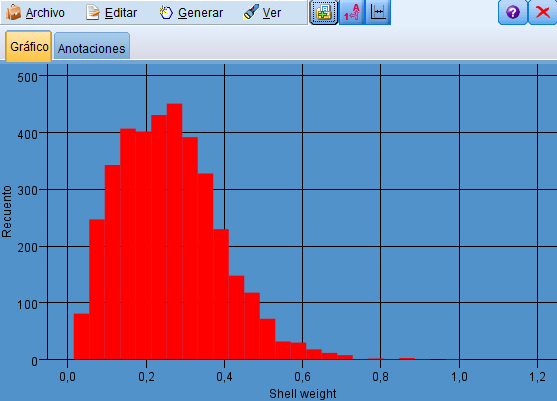 Archivo Editar Generar Ver
Gráfico Anotaciones
500
400
300
200
100
0
Recuento
0,0 0,2 0,4 0,6 0,8 1,0 1,2
Shell weight